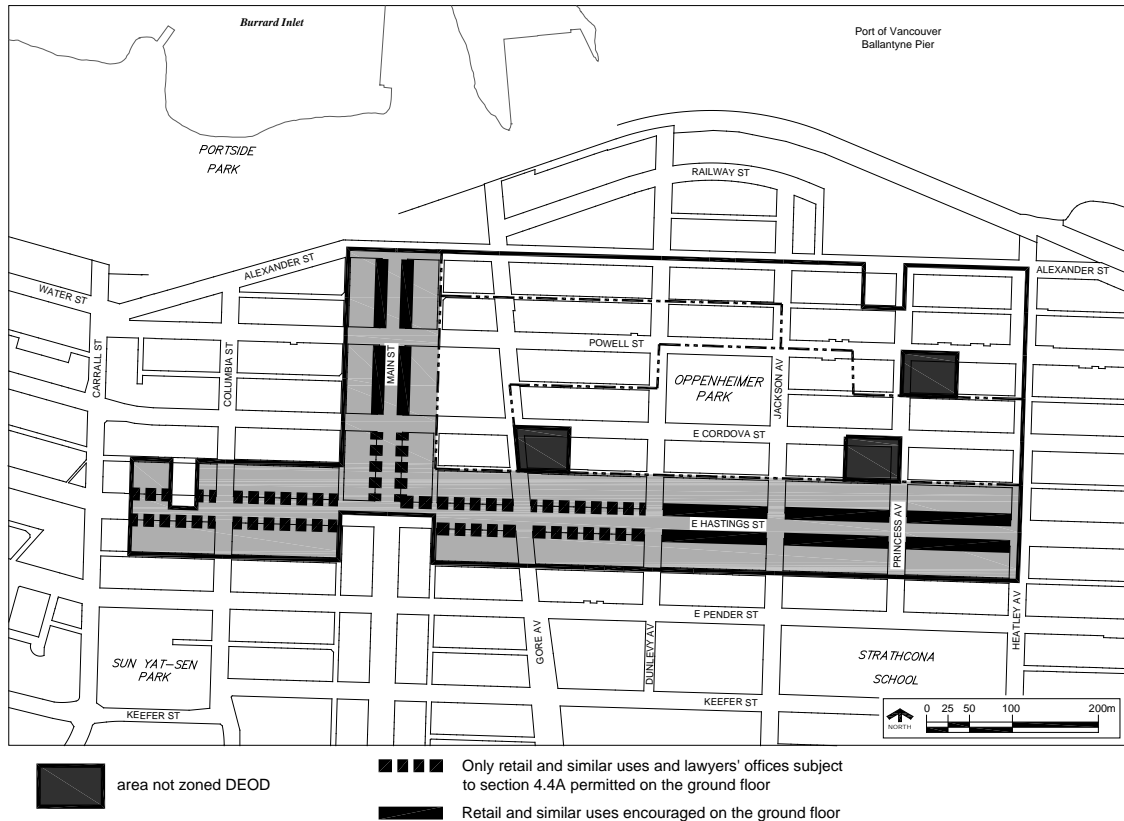 Burrard Inlet
Port of Vancouver
Ballantyne Pier
PORTSIDE
PARK
RAILWAY ST
ALEXANDER ST
ALEXANDER ST
WATER ST
CARRALL ST
COLUMBIA ST
MAIN ST
POWELL ST
OPPENHEIMER
PARK
JACKSON AV
E CORDOVA ST
E HASTINGS ST
PRINCESS AV
HEATLEY AV
E PENDER ST
GORE AV
DUNLEVY AV
SUN YAT-SEN
PARK
STRATHCONA
SCHOOL
KEEFER ST
KEEFER ST
NORTH
0 25 50 100 200m
area not zoned DEOD
Only retail and similar uses and lawyers' offices subject
to section 4.4A permitted on the ground floor
Retail and similar uses encouraged on the ground floor